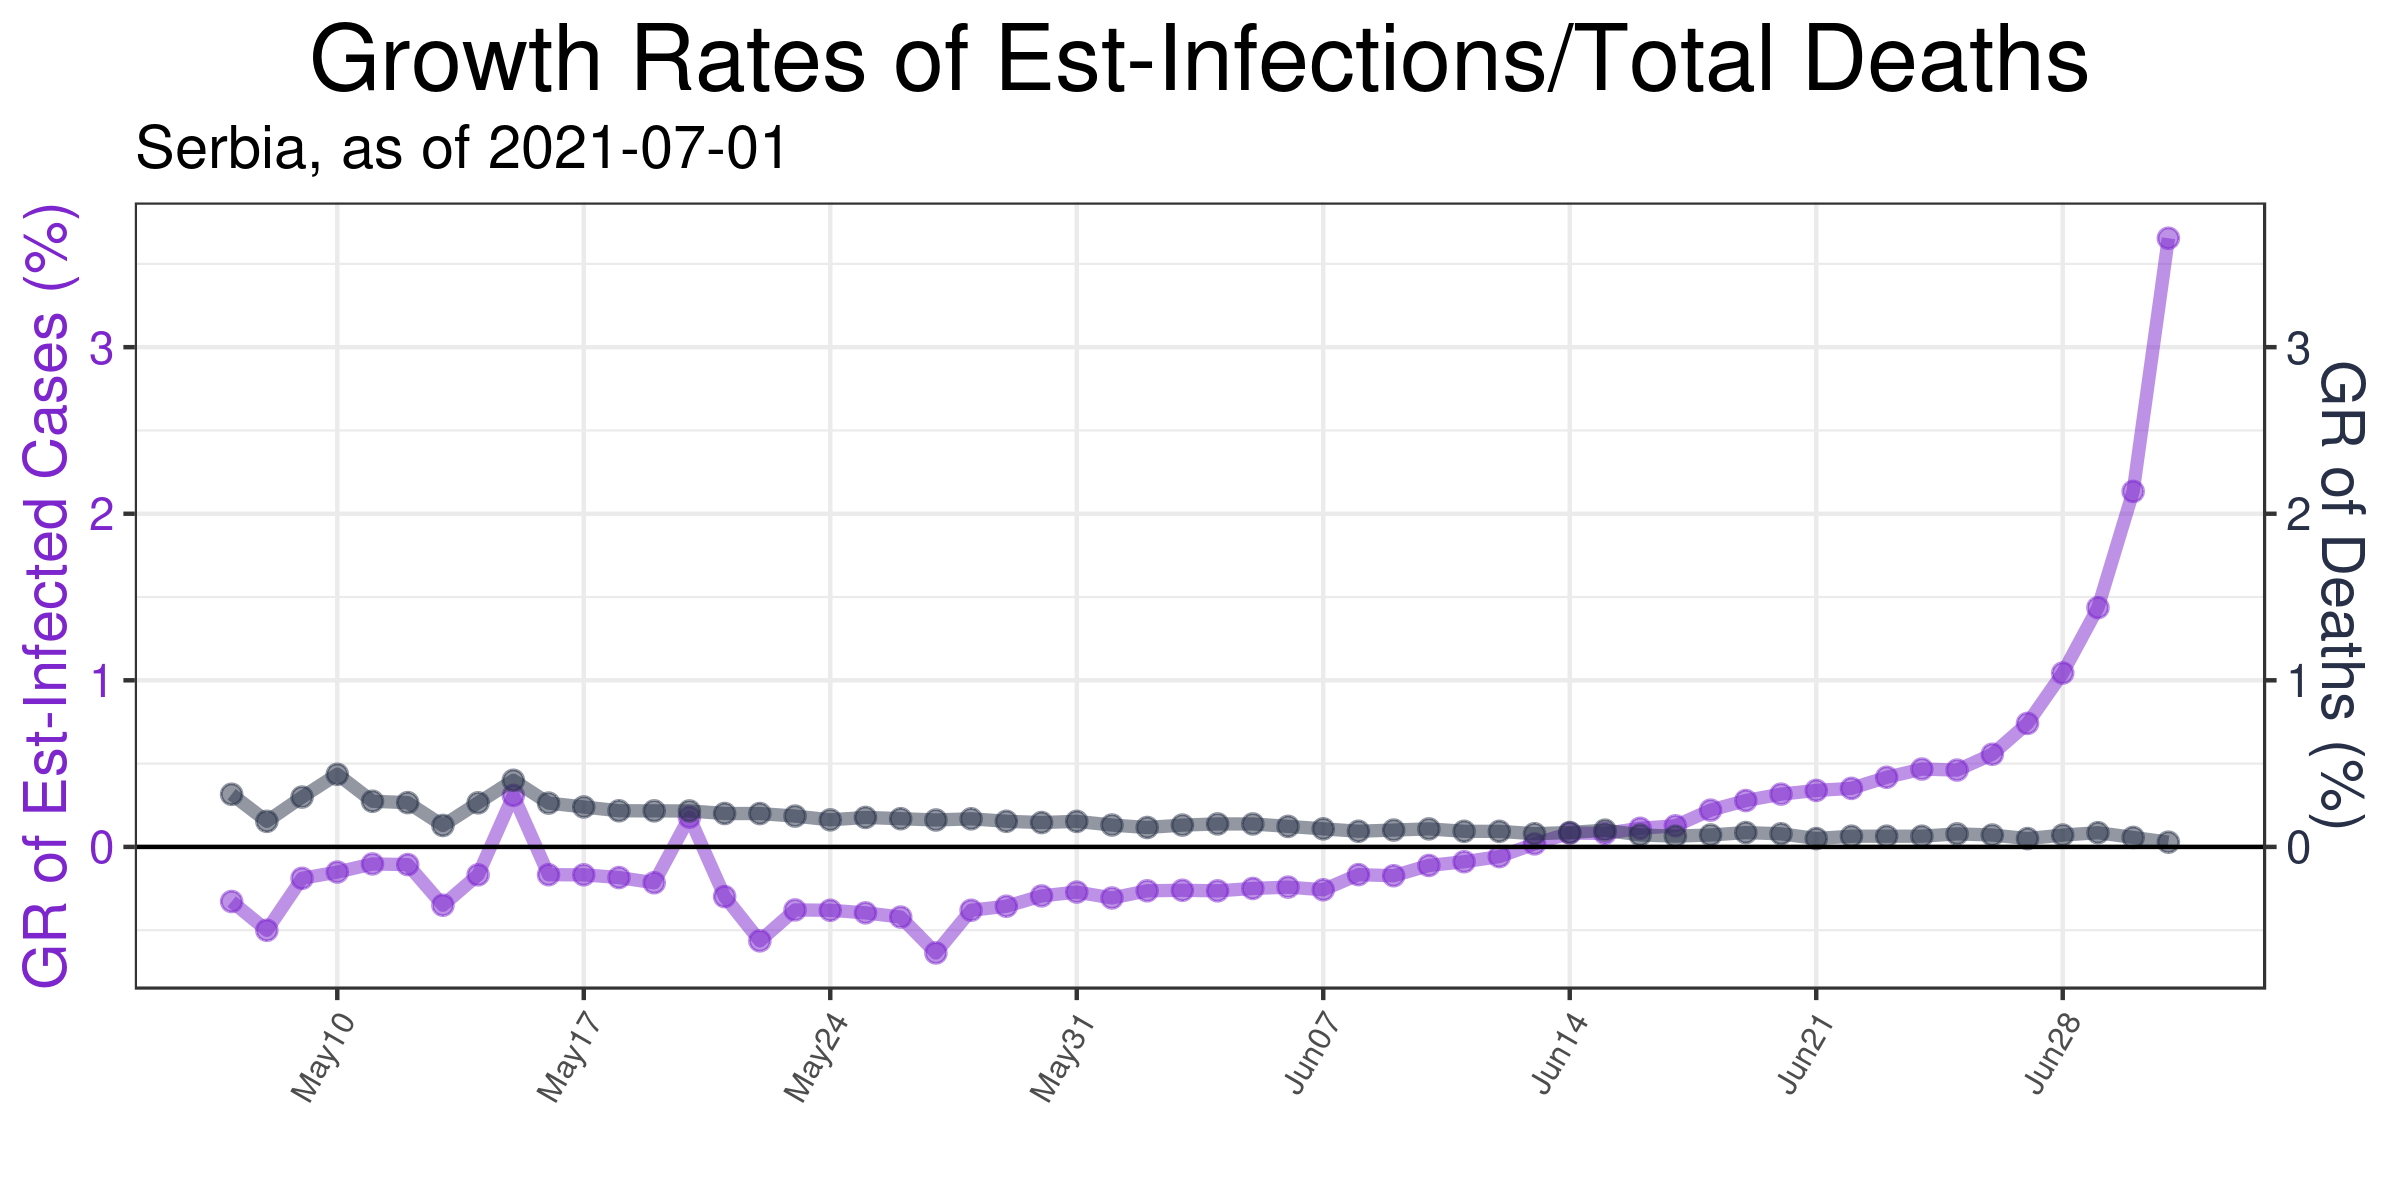 Growth Rates of Est-Infections/Total Deaths
Serbia, as of 2021-07-01
GR of Est-Infected Cases (%)
3
2
1
0
3
2
1
0
GR of Deaths (%)
May10
May17
May24
May31
Jun07
Jun14
Jun21
Jun28